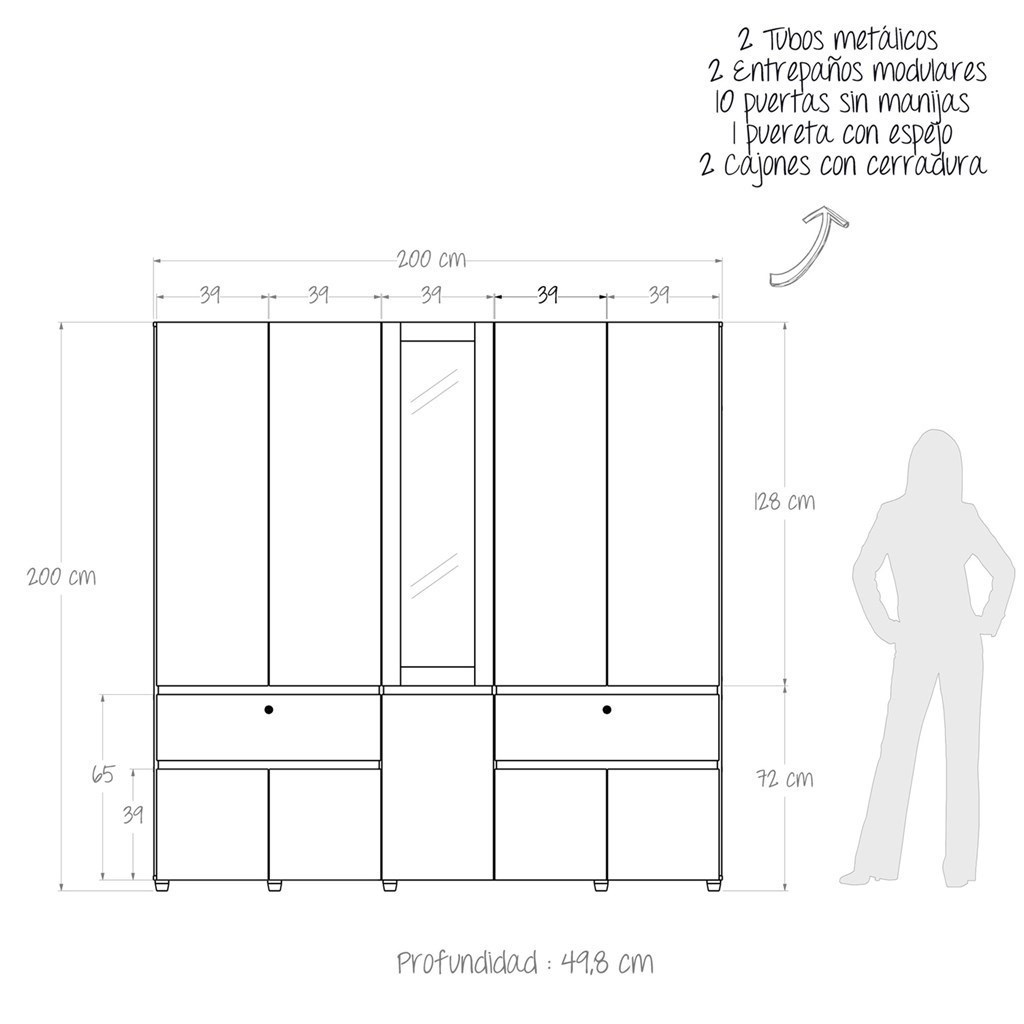 2 Tubos metálicos
2 Entrepaños modulares
10 puertas sin manijas
1 puereta con espejo
2 Cajones con cerradura
200 cm
39 39 39 39 39
128 cm
200 cm
65
39
72 cm
Profundidad : 49,8 cm